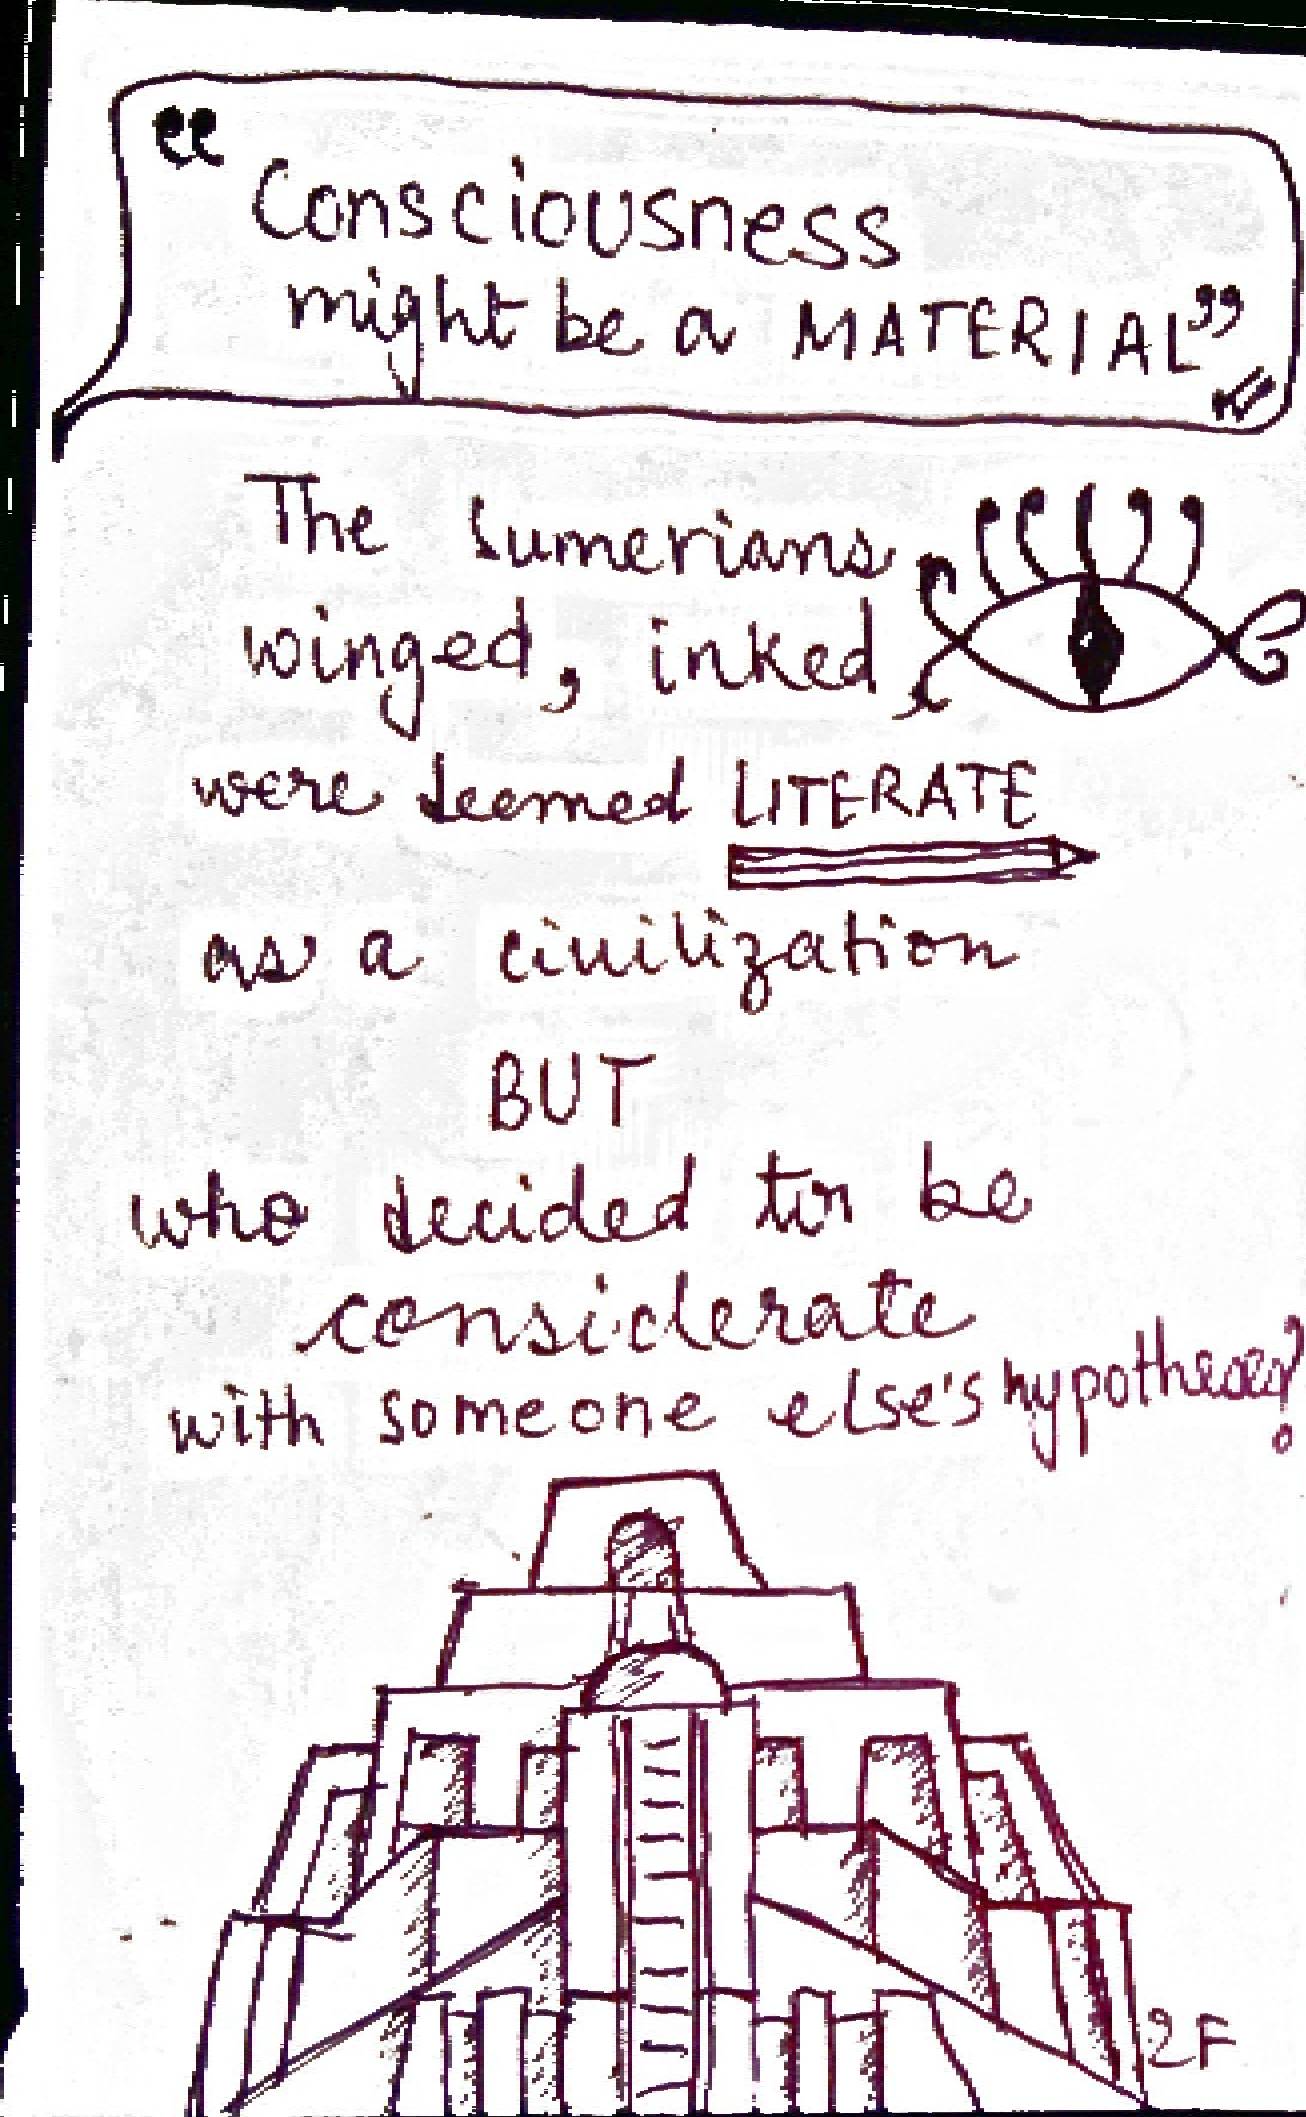 “Consciousness
might be a MATERIAL”
The Sumerians
winged, inked
were deemed LITERATE
as a civilization
BUT
who decided to be
considerate
with someone else's hypotheses?
2F